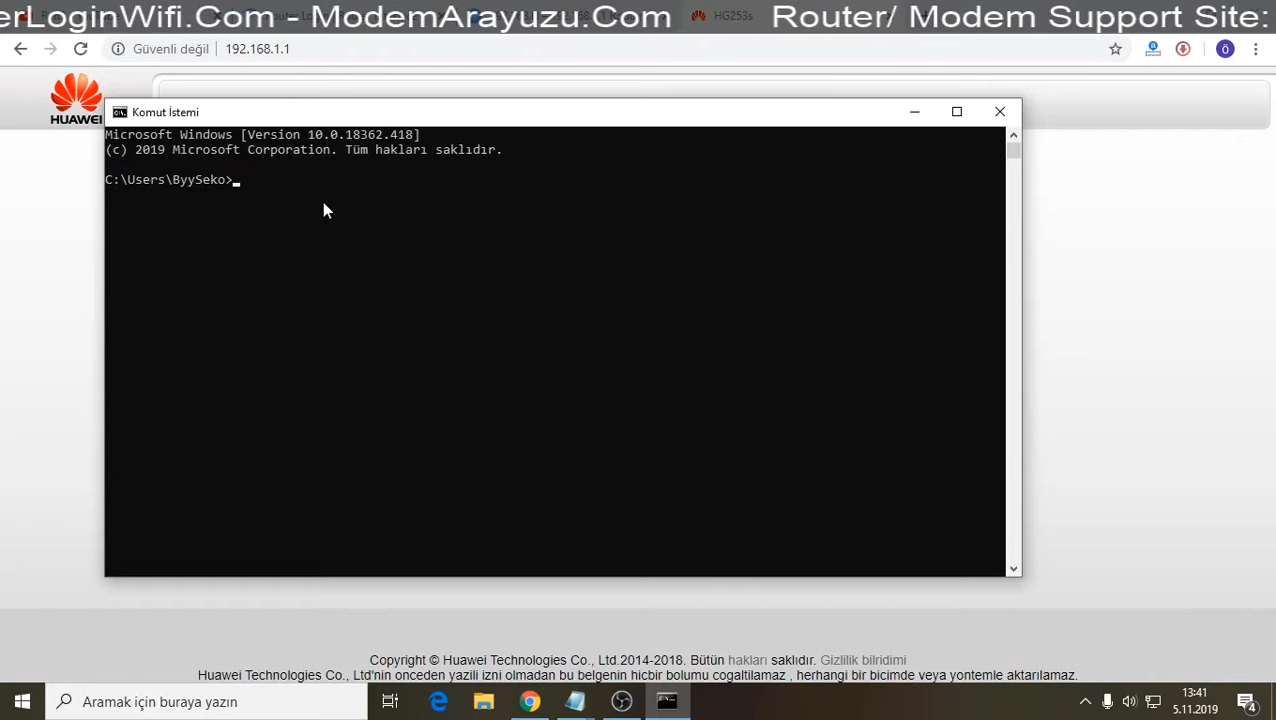 erLoginWifi.Com - ModemArayuzu.Com Router/ Modem Support Site:
HG253s
Güvenli değil 192.168.1.1
HUAWEI
Komut İstemi
Microsoft Windows [Version 10.0.18362.418]
(c) 2019 Microsoft Corporation. Tüm hakları saklıdır.
C:\Users\ByySeko>
Copyright © Huawei Technologies Co., Ltd.2014-2018. Bütün hakları saklıdır. Gizlilik bilridimi
Huawei Technologies Co., Ltd'nin onceden yazili izni olmadan bu belgenin hicbir bolumu cogaltilamaz , herhangi bir bicimde veya yontemle aktarılamaz.
Aramak için buraya yazın
13:41
5.11.2019
4